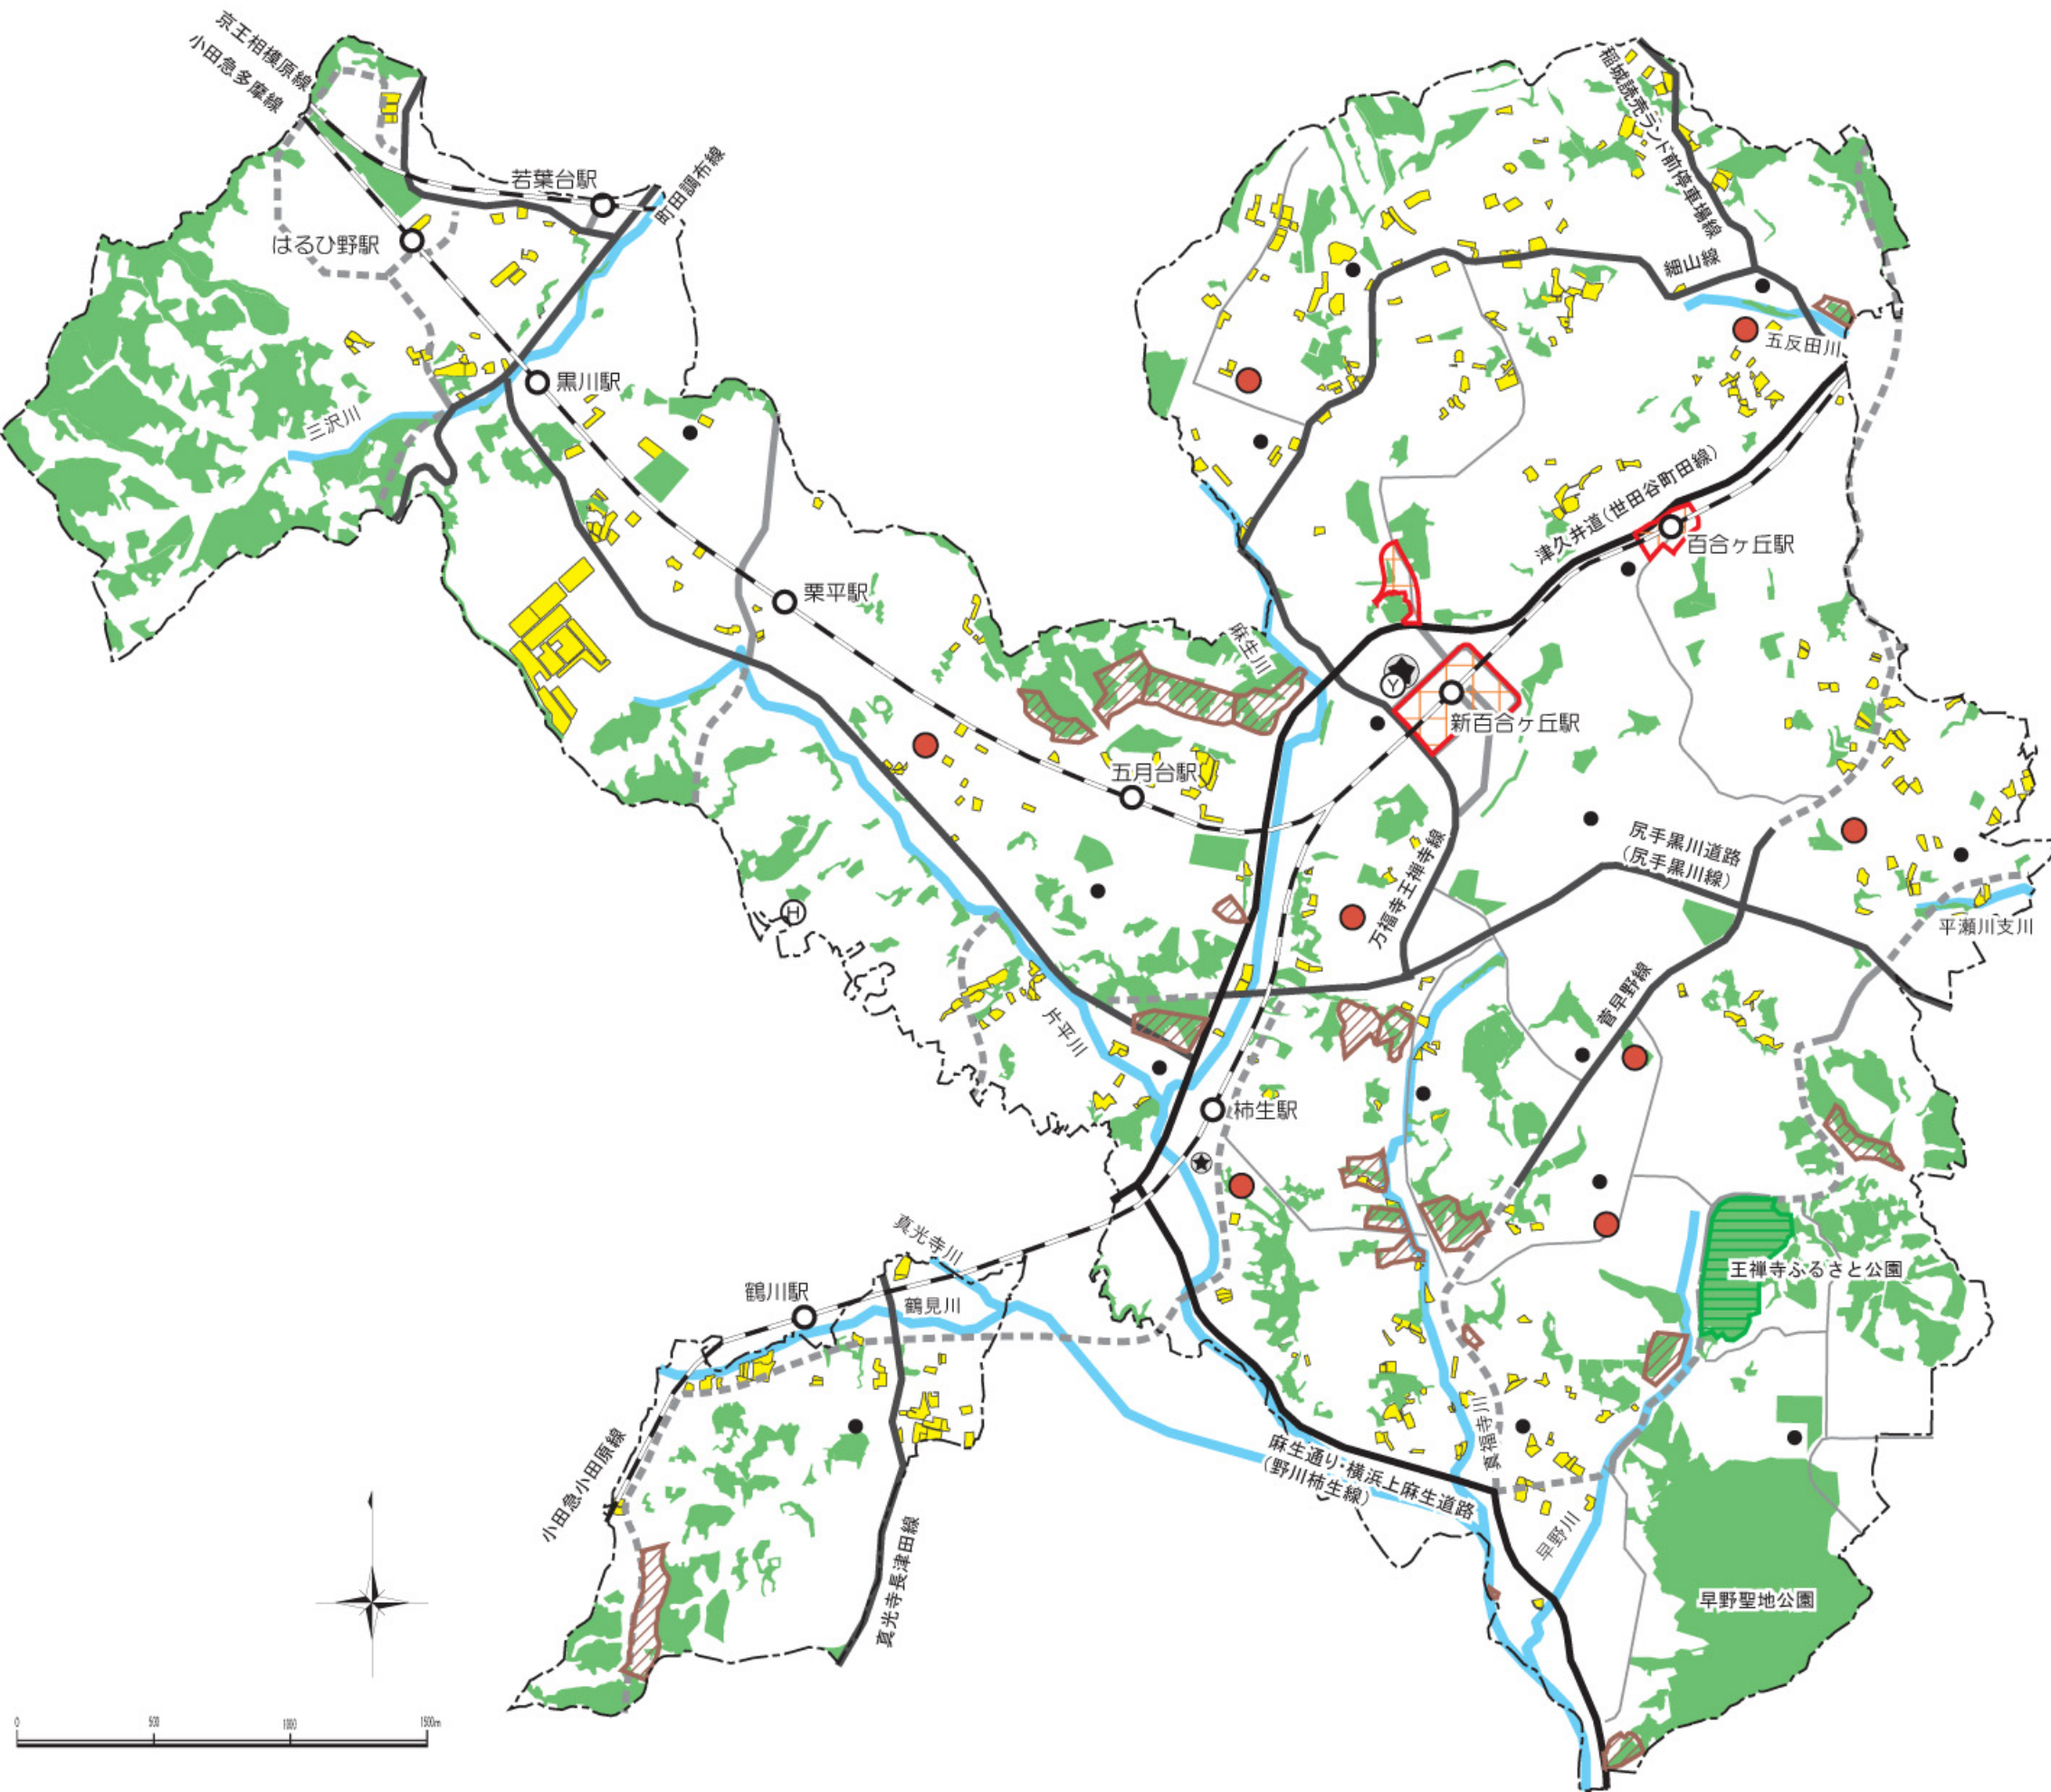 京王相模原線
小田急多摩線
若葉台駅
町田調布線
はるひ野駅
黒川駅
三沢川
栗平駅
稲城読売ランド前停車場線
細山線
五反田川
津久井道(世田谷町田線)
百合ヶ丘駅
麻生川
Y
新百合ヶ丘駅
五月台駅
万福寺王禅寺線
尻手黒川道路
(尻手黒川線)
平瀬川支川
H
片平川
菅早野線
柿生駅
真光寺川
鶴川駅
鶴見川
王禅寺ふるさと公園
小田急小田原線
真光寺長津田線
麻生通り・横浜上麻生道路
(野川柿生線)
真福寺川
早野川
早野聖地公園
0 500 1000 1500m